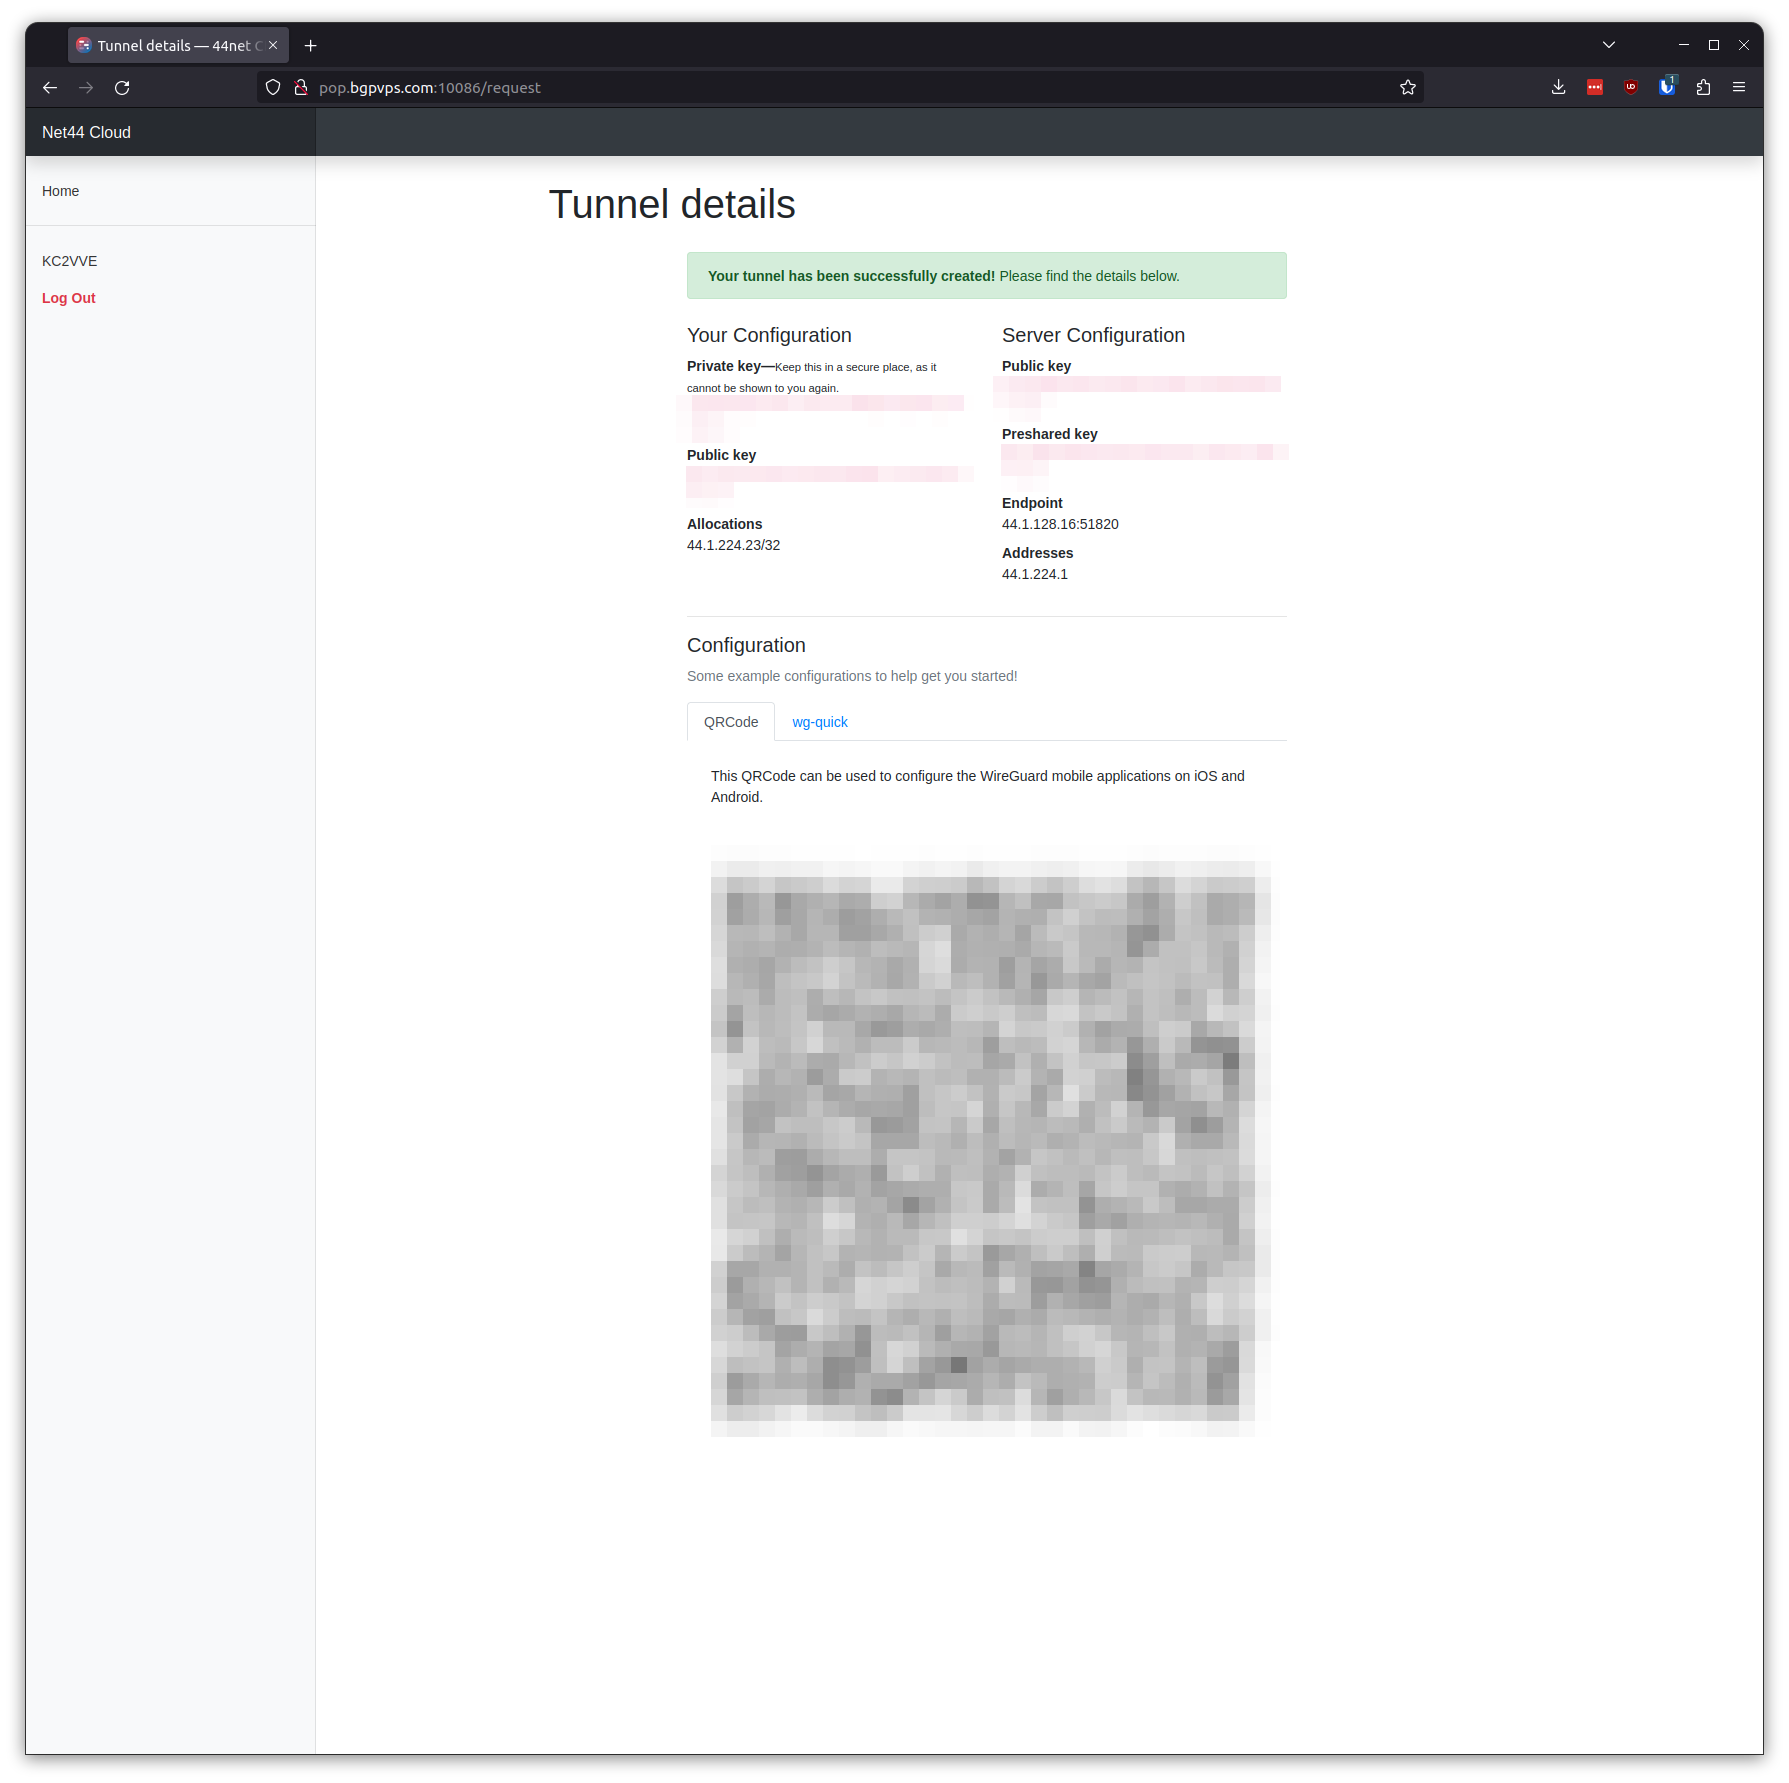 Tunnel details — 44net C
pop.bgpvps.com:10086/request
1
Net44 Cloud
Home
KC2VVE
Log Out
Tunnel details
Your tunnel has been successfully created! Please find the details below.
Your Configuration
Private key—Keep this in a secure place, as it
cannot be shown to you again.
Public key
Allocations
44.1.224.23/32
Server Configuration
Public key
Preshared key
Endpoint
44.1.128.16:51820
Addresses
44.1.224.1
Configuration
Some example configurations to help get you started!
QRCode
wg-quick
This QRCode can be used to configure the WireGuard mobile applications on iOS and
Android.